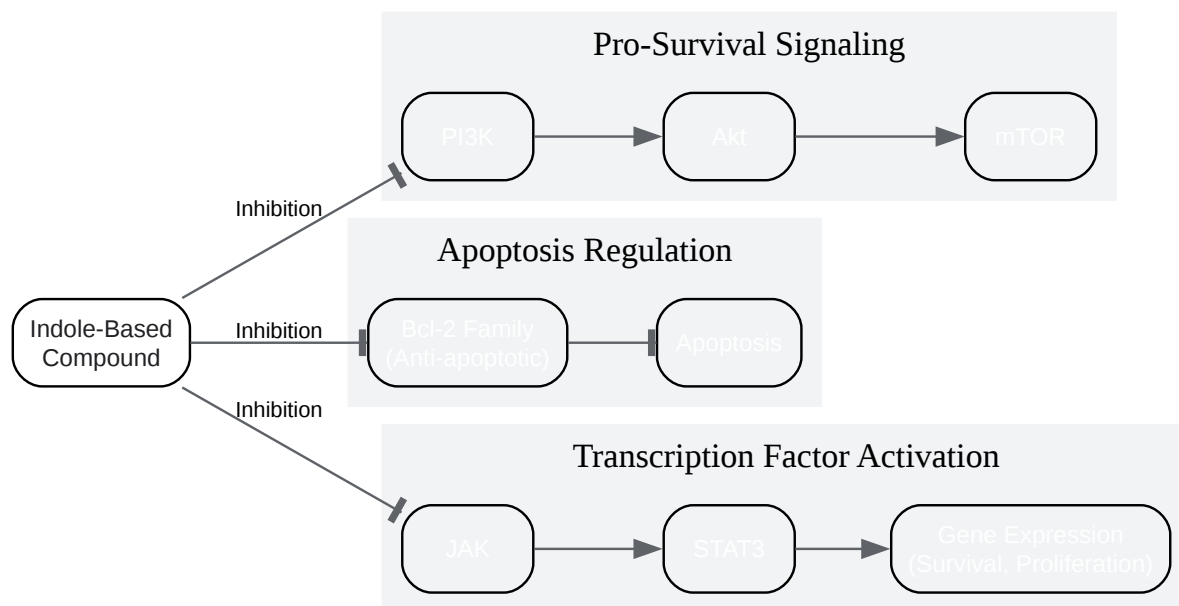 Pro-Survival Signaling
PI3K
Akt
mTOR
Inhibition
Apoptosis Regulation
Indole-Based
Compound
Inhibition
Bcl-2 Family
(Anti-apoptotic)
Apoptosis
Inhibition
Transcription Factor Activation
JAK
STAT3
Gene Expression
(Survival, Proliferation)